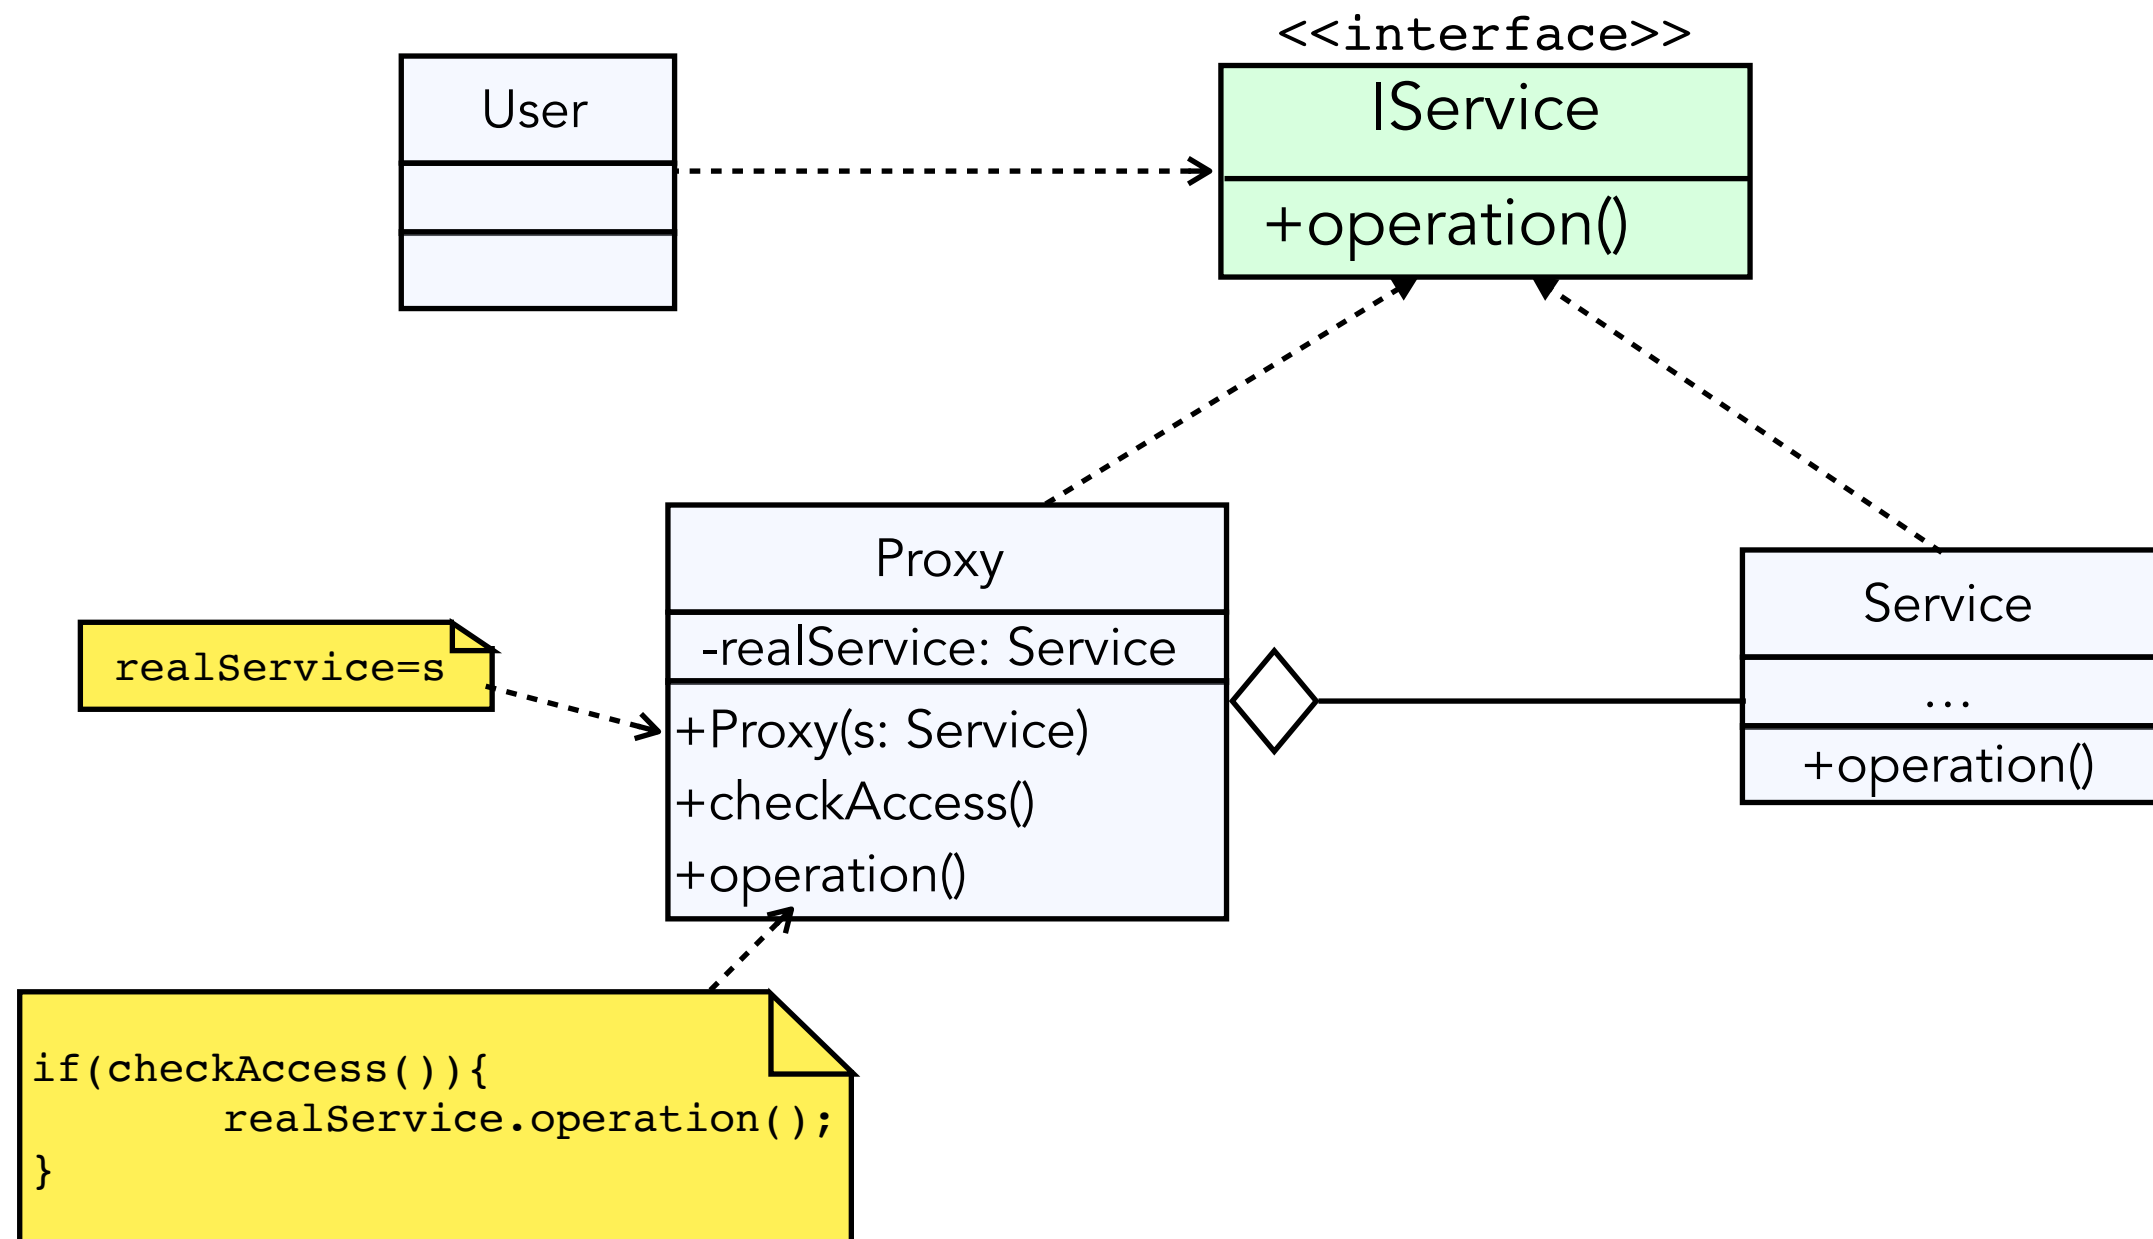 <<interface>>
User
IService
+operation()
Proxy
-realService: Service
+Proxy(s: Service)
+checkAccess()
+operation()
Service
...
+operation()
realService=s
if(checkAccess()){
realService.operation();
}